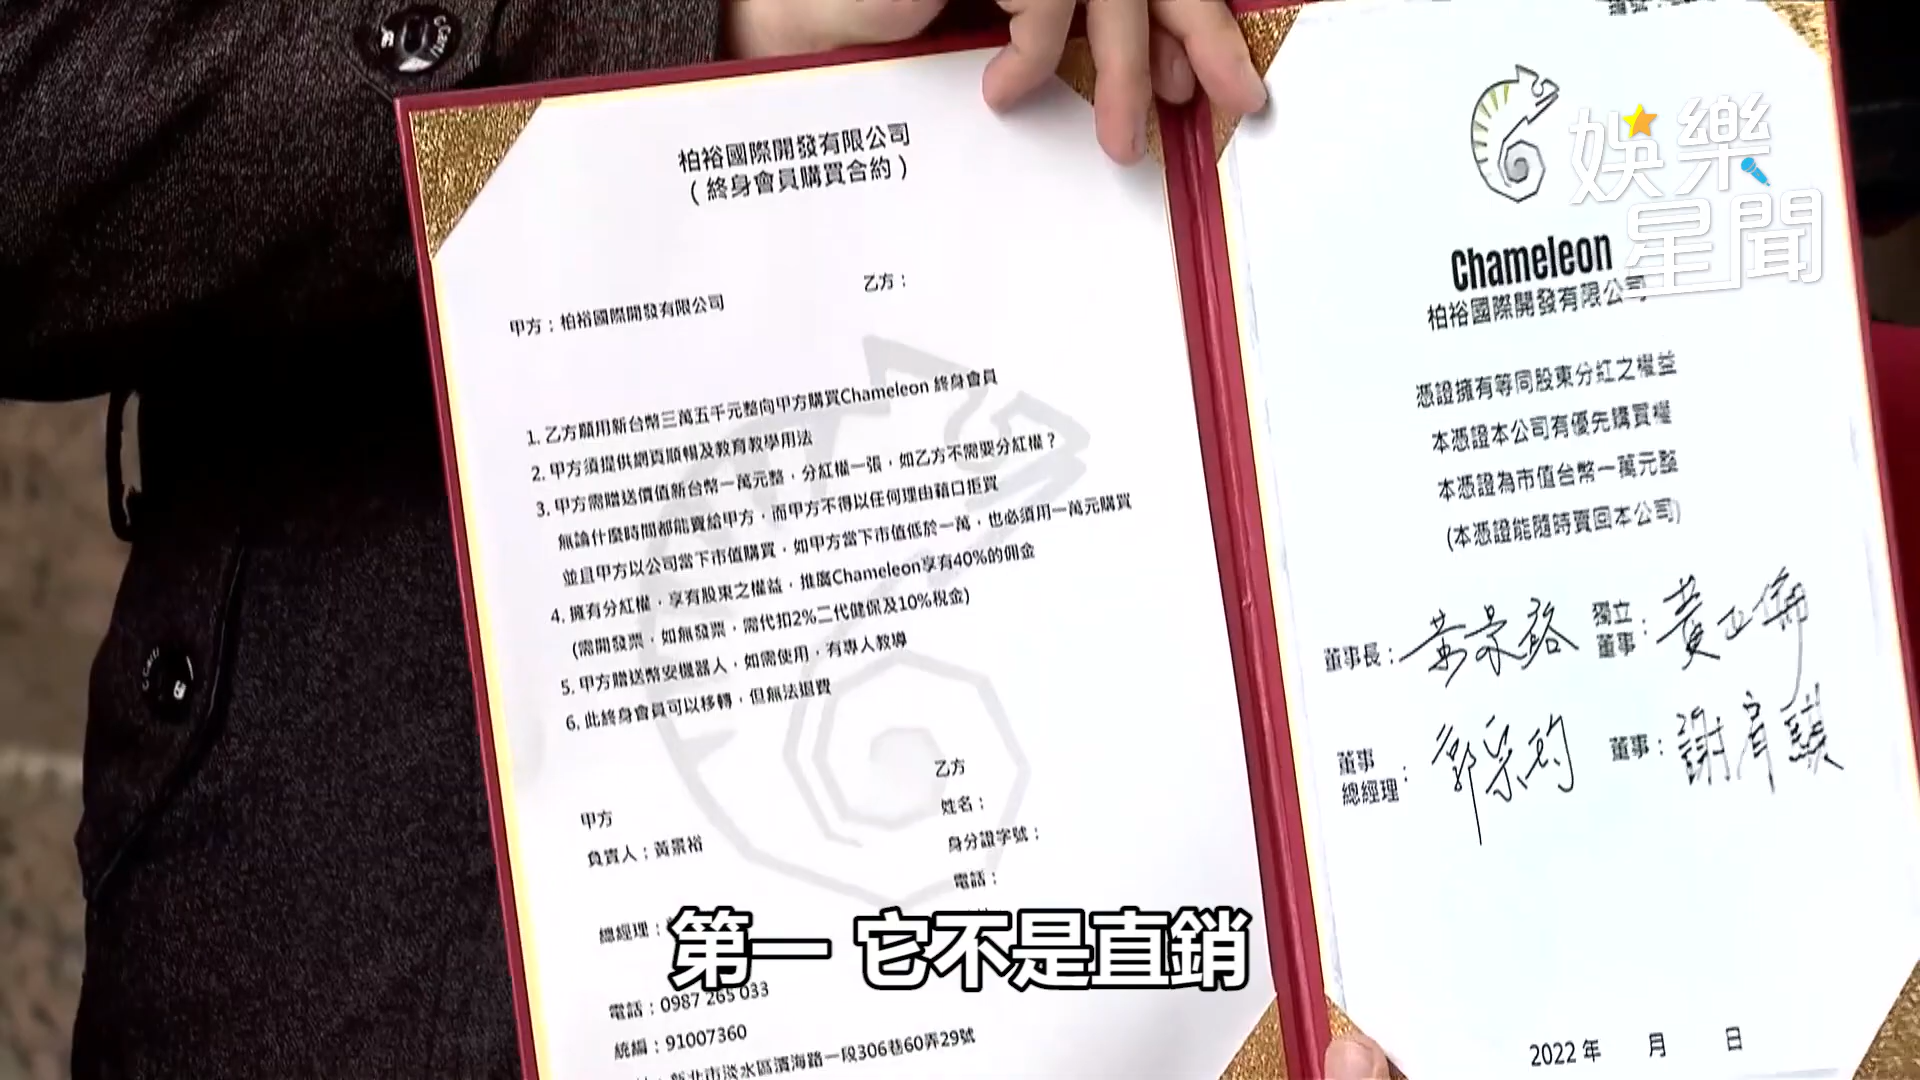 柏裕國際開發有限公司
（終身會員購買合約）
甲方：柏裕國際開發有限公司
乙方：
1. 乙方願用新台幣三萬五千元整向甲方購買Chameleon 終身會員
2. 甲方須提供網頁順暢及教育教學用法
3. 甲方需贈送價值新台幣一萬元整，分紅權一張，如乙方不需要分紅權？
無論什麼時間都能賣給甲方，而甲方不得以任何理由藉口拒買
並且甲方以公司當下市值購買，如甲方當下市值低於一萬，也必須用一萬元購買
4. 擁有分紅權，享有股東之權益，推廣Chameleon享有40%的佣金
(需開發票，如無發票，需代扣2%二代健保及10%稅金)
5. 甲方贈送幣安機器人，如需使用，有專人教導
6. 此終身會員可以移轉，但無法退費
甲方
乙方
負責人：黃景裕
姓名：
身分證字號：
電話：
總經理：
電話：0987 265 033
統編：91007360
新北市淡水區濱海路一段306巷60弄29號
Chameleon
柏裕國際開發有限公司
憑證擁有等同股東分紅之權益
本憑證本公司有優先購買權
本憑證為市值台幣一萬元整
(本憑證能隨時賣回本公司)
董事長：
獨立
董事：
董事
總經理：
董事：
2022 年 月 日
娛樂
星聞
第一 它不是直銷